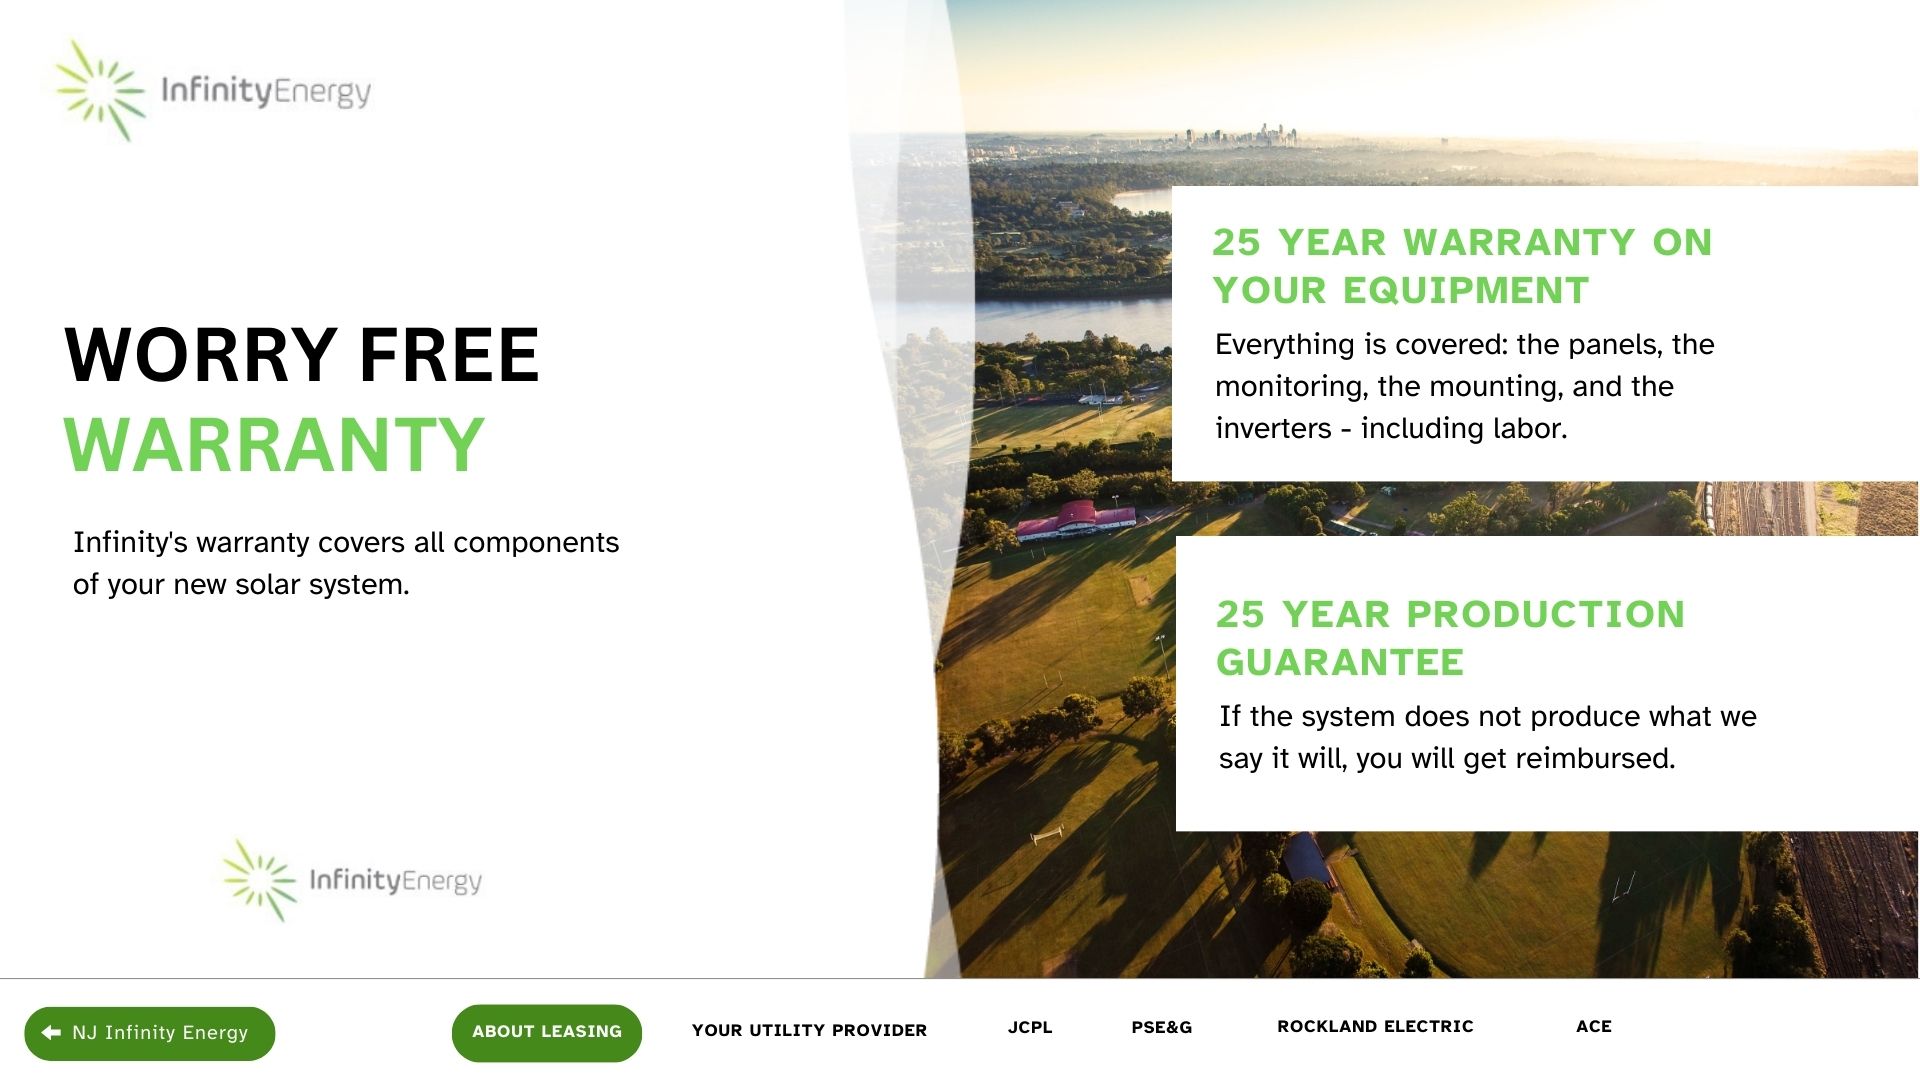 InfinityEnergy
WORRY FREE
WARRANTY
Infinity's warranty covers all components
of your new solar system.
InfinityEnergy
25 YEAR WARRANTY ON
YOUR EQUIPMENT
Everything is covered: the panels, the
monitoring, the mounting, and the
inverters - including labor.
25 YEAR PRODUCTION
GUARANTEE
If the system does not produce what we
say it will, you will get reimbursed.
NJ Infinity Energy
ABOUT LEASING
YOUR UTILITY PROVIDER
JCPL
PSE&G
ROCKLAND ELECTRIC
ACE